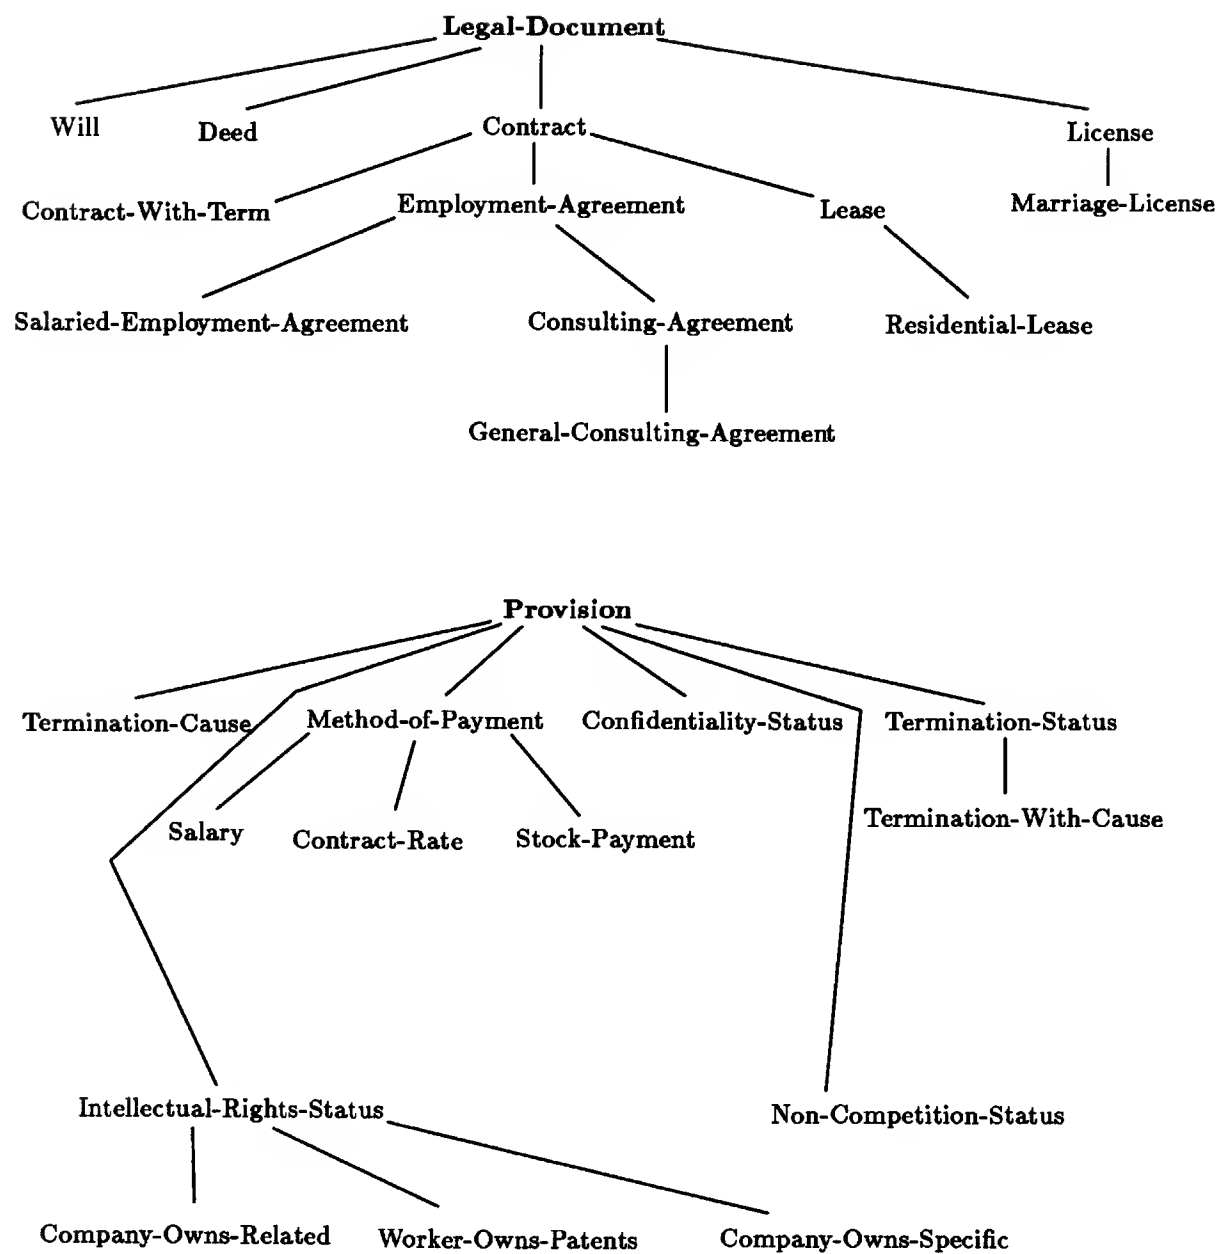 Legal-Document
Will Deed Contract License
Contract-With-Term Employment-Agreement Lease Marriage-License
Salaried-Employment-Agreement Consulting-Agreement Residential-Lease
General-Consulting-Agreement
Provision
Termination-Cause Method-of-Payment Confidentiality-Status Termination-Status
Salary Contract-Rate Stock-Payment Termination-With-Cause
Intellectual-Rights-Status Non-Competition-Status
Company-Owns-Related Worker-Owns-Patents Company-Owns-Specific